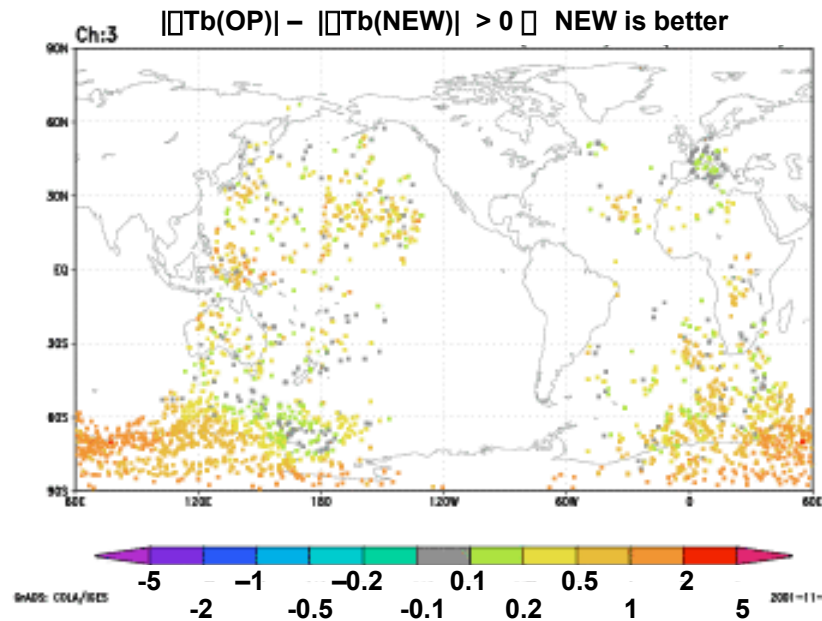 |▯Tb(OP)| – |▯Tb(NEW)| > 0 ▯ NEW is better
Ch:3
90N
60N
30N
EQ
30S
60S
90S
60E 120E 180 120W 60W 0 60E
-5 –1 –0.2 0.1 0.5 2
-2 -0.5 -0.1 0.2 1 5
GrADS: COLA/IGES 2001-11-